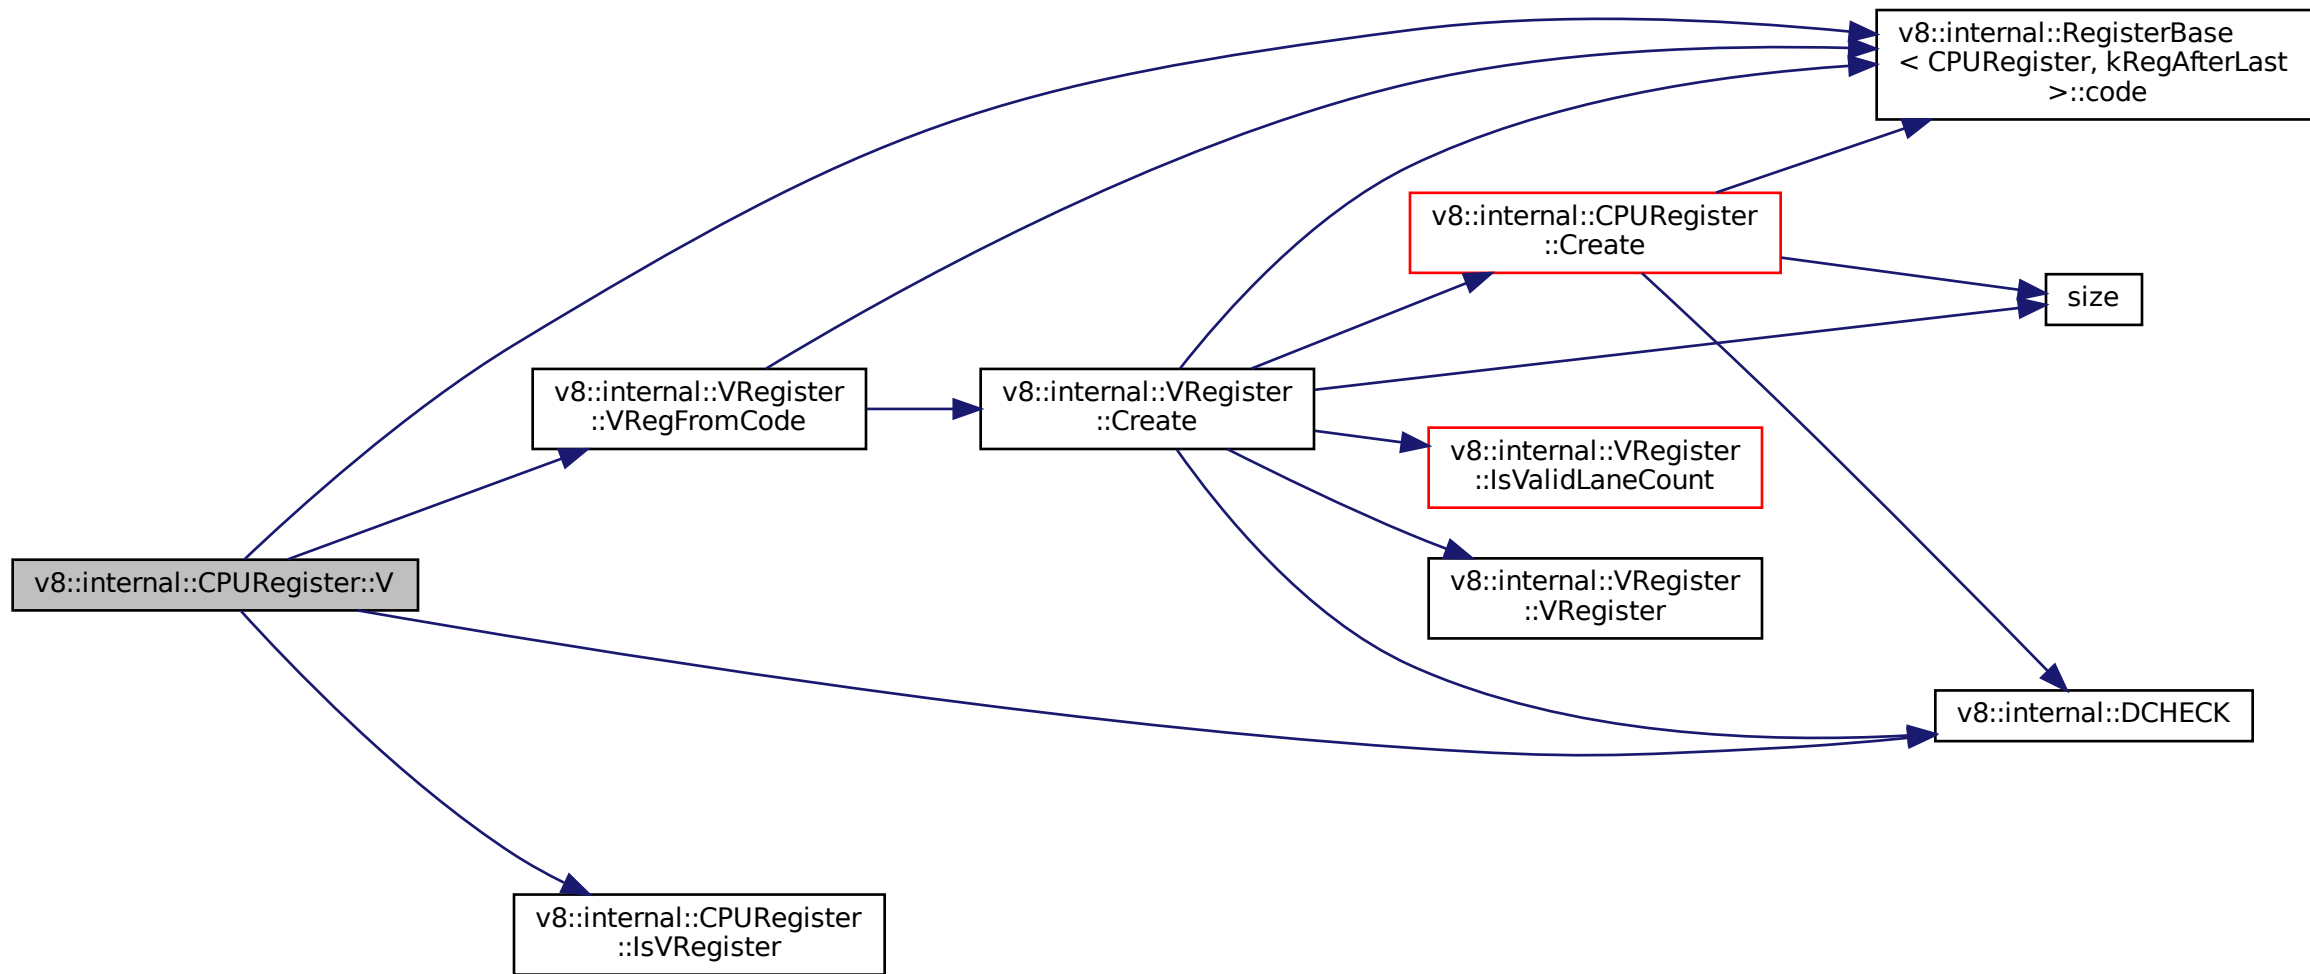 v8::internal::RegisterBase
< CPURegister, kRegAfterLast
>::code
v8::internal::CPURegister
::Create
size
v8::internal::VRegister
::VRegFromCode
v8::internal::VRegister
::Create
v8::internal::VRegister
::IsValidLaneCount
v8::internal::CPURegister::V
v8::internal::VRegister
::VRegister
v8::internal::DCHECK
v8::internal::CPURegister
::IsVRegister